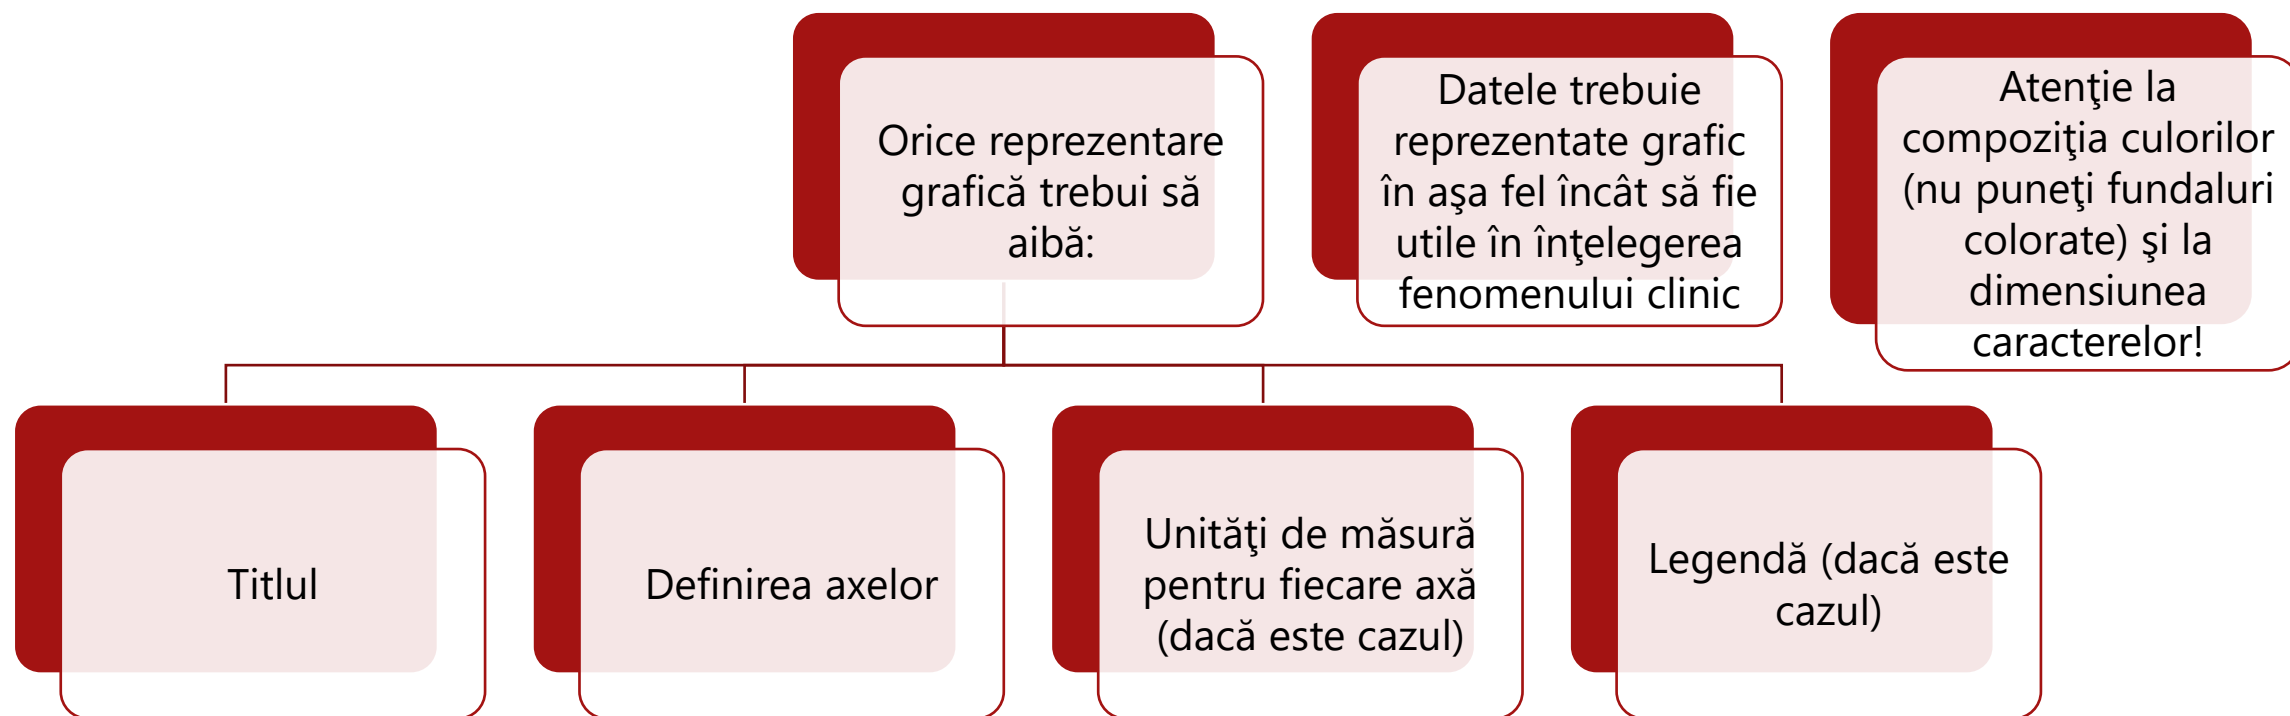 Orice reprezentare
grafică trebui să
aibă:
Datele trebuie
reprezentate grafic
în aşa fel încât să fie
utile în înţelegerea
fenomenului clinic
Atenţie la
compoziţia culorilor
(nu puneţi fundaluri
colorate) şi la
dimensiunea
caracterelor!
Titlul
Definirea axelor
Unităţi de măsură
pentru fiecare axă
(dacă este cazul)
Legendă (dacă este
cazul)